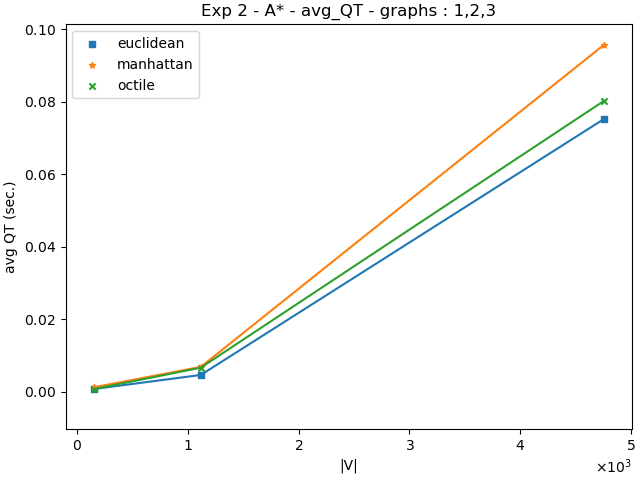 Exp 2 - A* - avg_QT - graphs : 1,2,3
euclidean
manhattan
octile
avg QT (sec.)
0.10
0.08
0.06
0.04
0.02
0.00
0 1 2 3 4 5
|V|
×10³